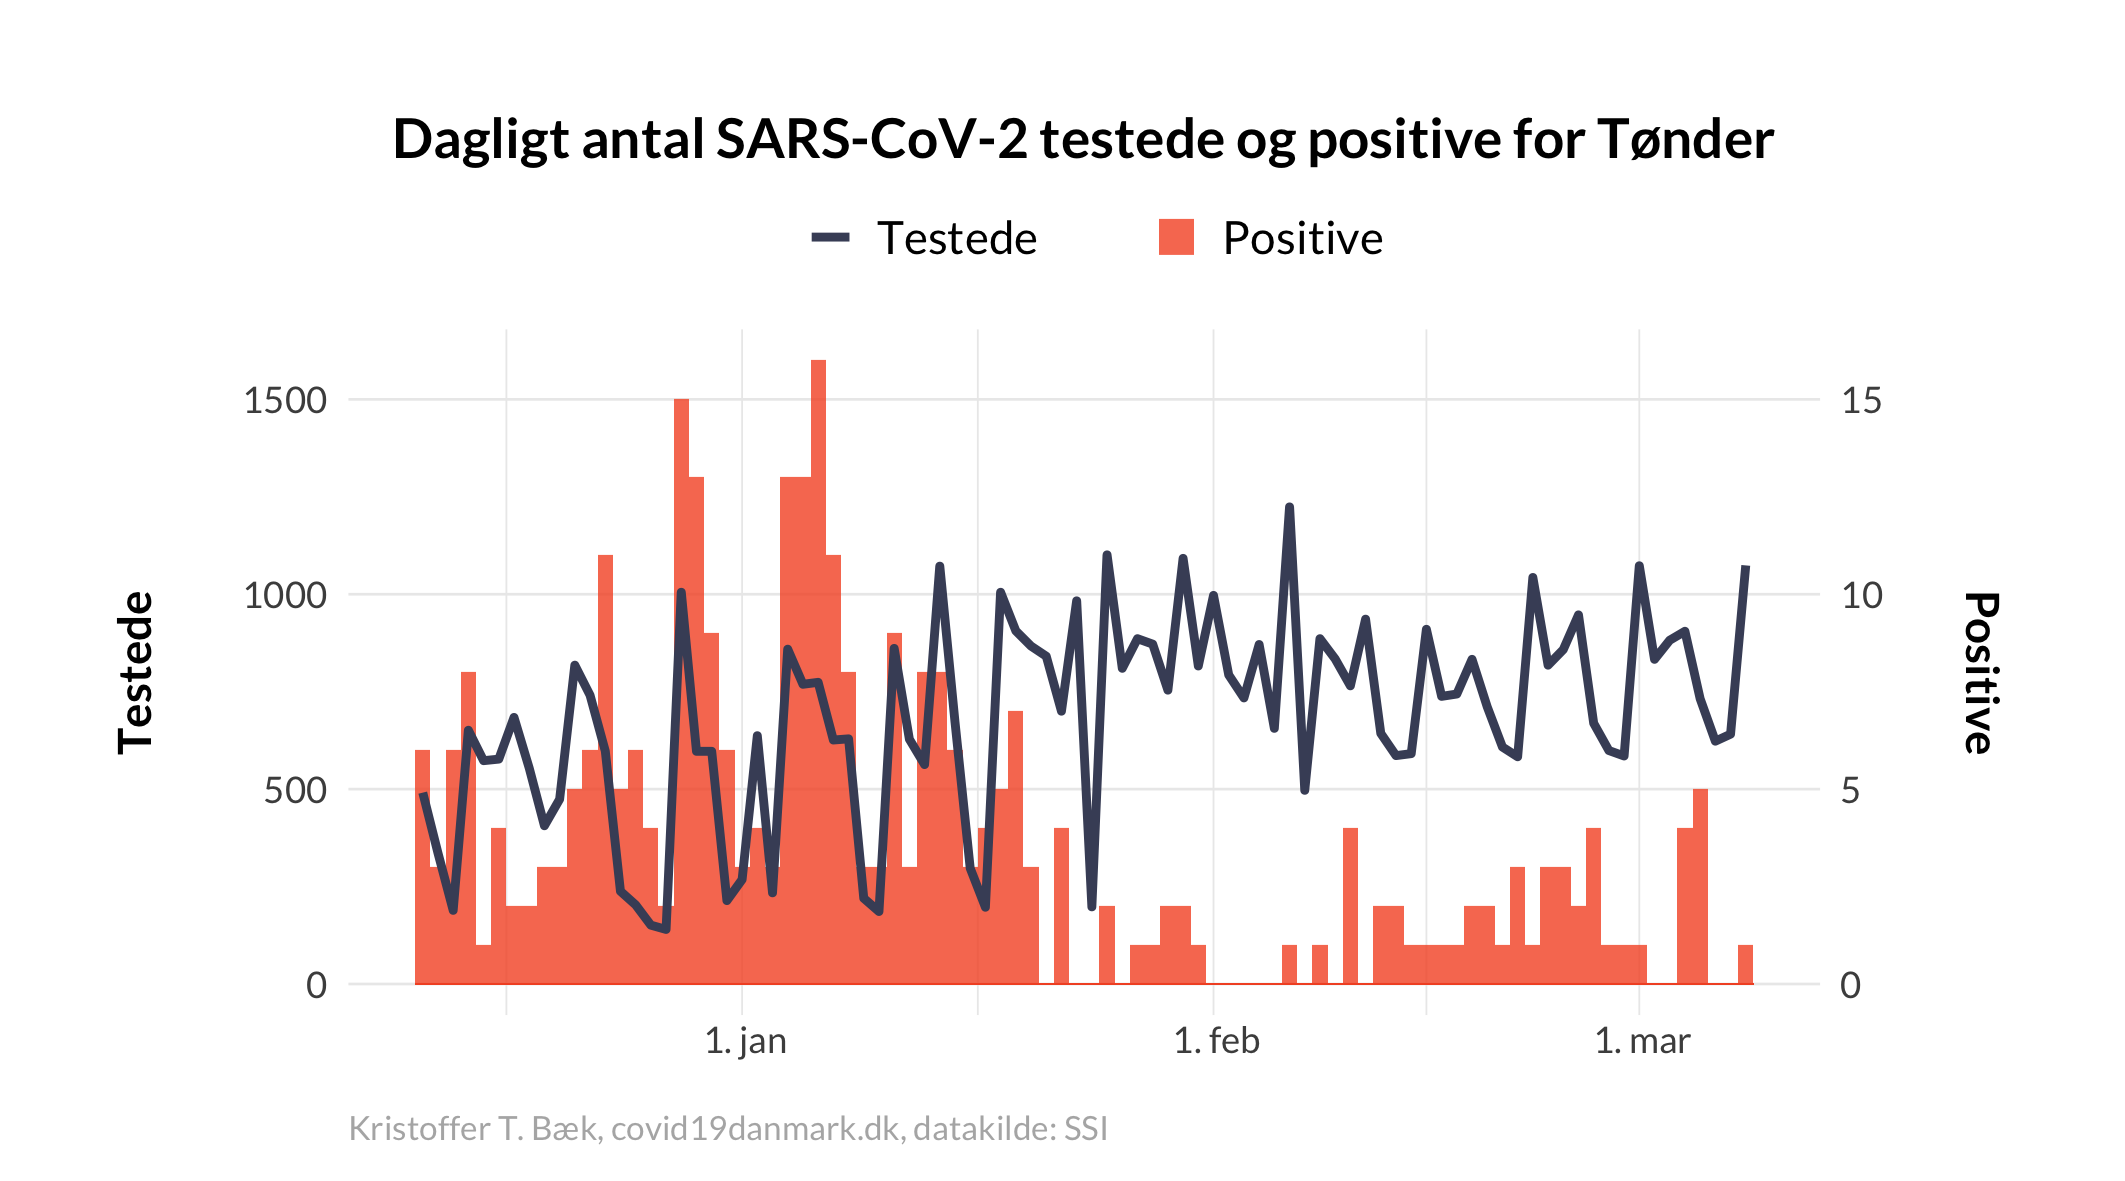 Dagligt antal SARS-CoV-2 testede og positive for Tønder
Testede Positive
1500 15
1000 10
Testede
Positive
500 5
0 0
1. jan 1. feb 1. mar
Kristoffer T. Bæk, covid19danmark.dk, datakilde: SSI